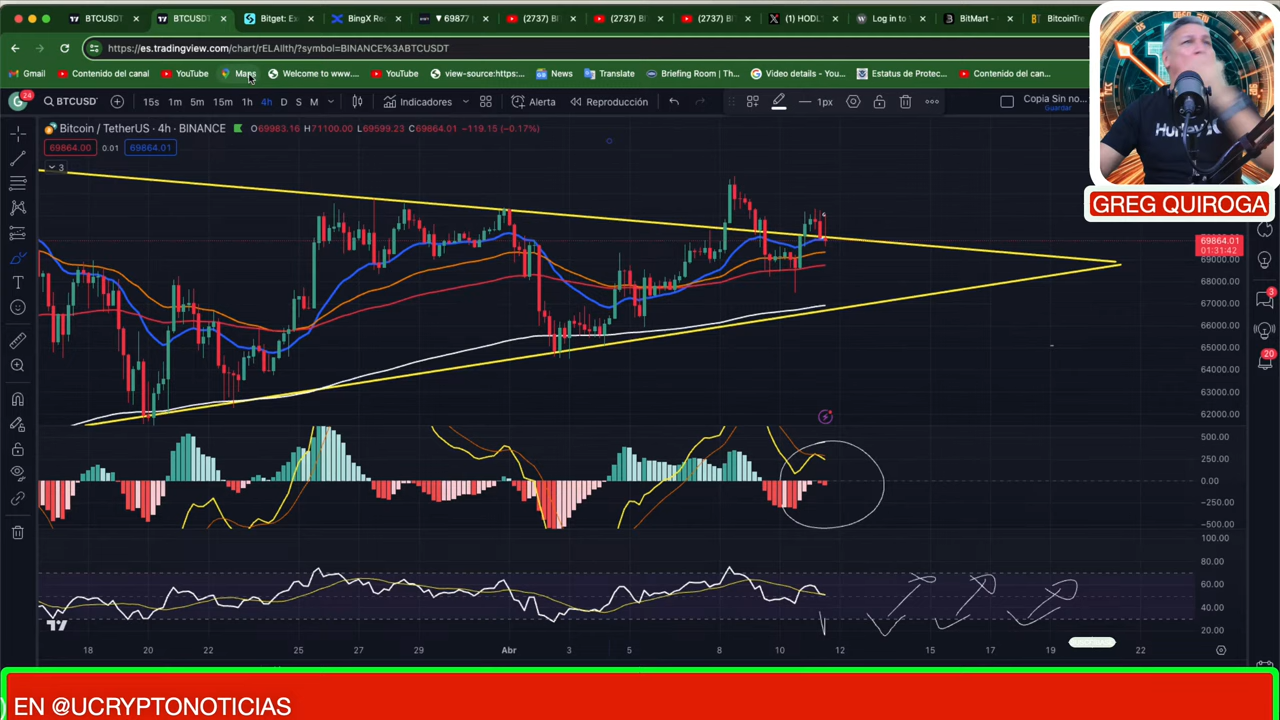 BTCUSDT
BTCUSDT
Bitget: Ex
BingX Re
▼ 69877
(2737)
(2737)
(2737)
(1) HODL
Log in to
BitMart -
BitcoinTre
https://es.tradingview.com/chart/rELAIlth/?symbol=BINANCE%3ABTCUSDT
Gmail
Contenido del canal
YouTube
Maps
Welcome to www....
YouTube
view-source:https:...
News
Translate
Briefing Room | Th...
Video details - You...
Estatus de Protec...
Contenido del can...
24
BTCUSDT
15s
1m
5m
15m
1h
4h
D
S
M
Indicadores
Alerta
Reproducción
1px
Copia Sin no...
Guardar
Bitcoin / TetherUS · 4h · BINANCE
O69983.16 H71100.00 L69599.23 C69864.01 −119.15 (−0.17%)
69864.00
0.01
69864.01
3
HURLEY
GREG QUIROGA
69864.01
01:31:42
69000.00
68000.00
67000.00
66000.00
65000.00
64000.00
63000.00
62000.00
500.00
250.00
0.00
−250.00
−500.00
100.00
80.00
60.00
40.00
20.00
3
20
18
20
22
25
27
29
Abr
3
5
8
10
12
15
17
19
22
) EN @UCRYPTONOTICIAS